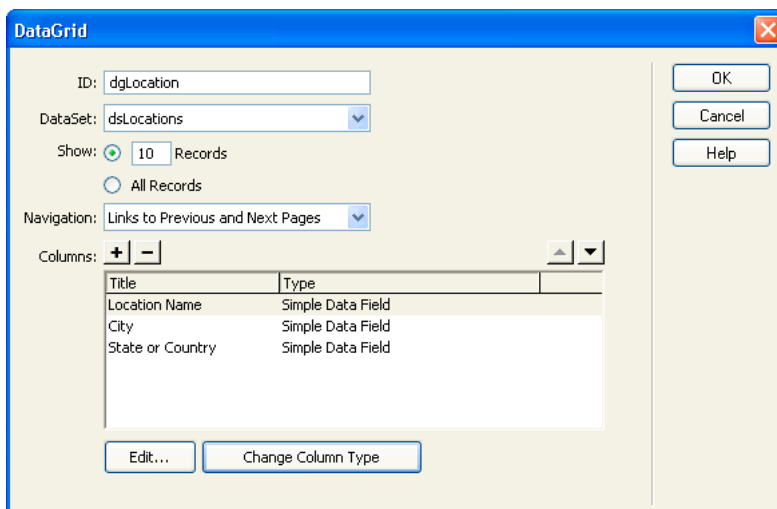 DataGrid
ID: dgLocation
OK
DataSet: dsLocations
Cancel
Show: 10 Records
Help
All Records
Navigation: Links to Previous and Next Pages
Columns: + −
Title Type
Location Name Simple Data Field
City Simple Data Field
State or Country Simple Data Field
Edit... Change Column Type